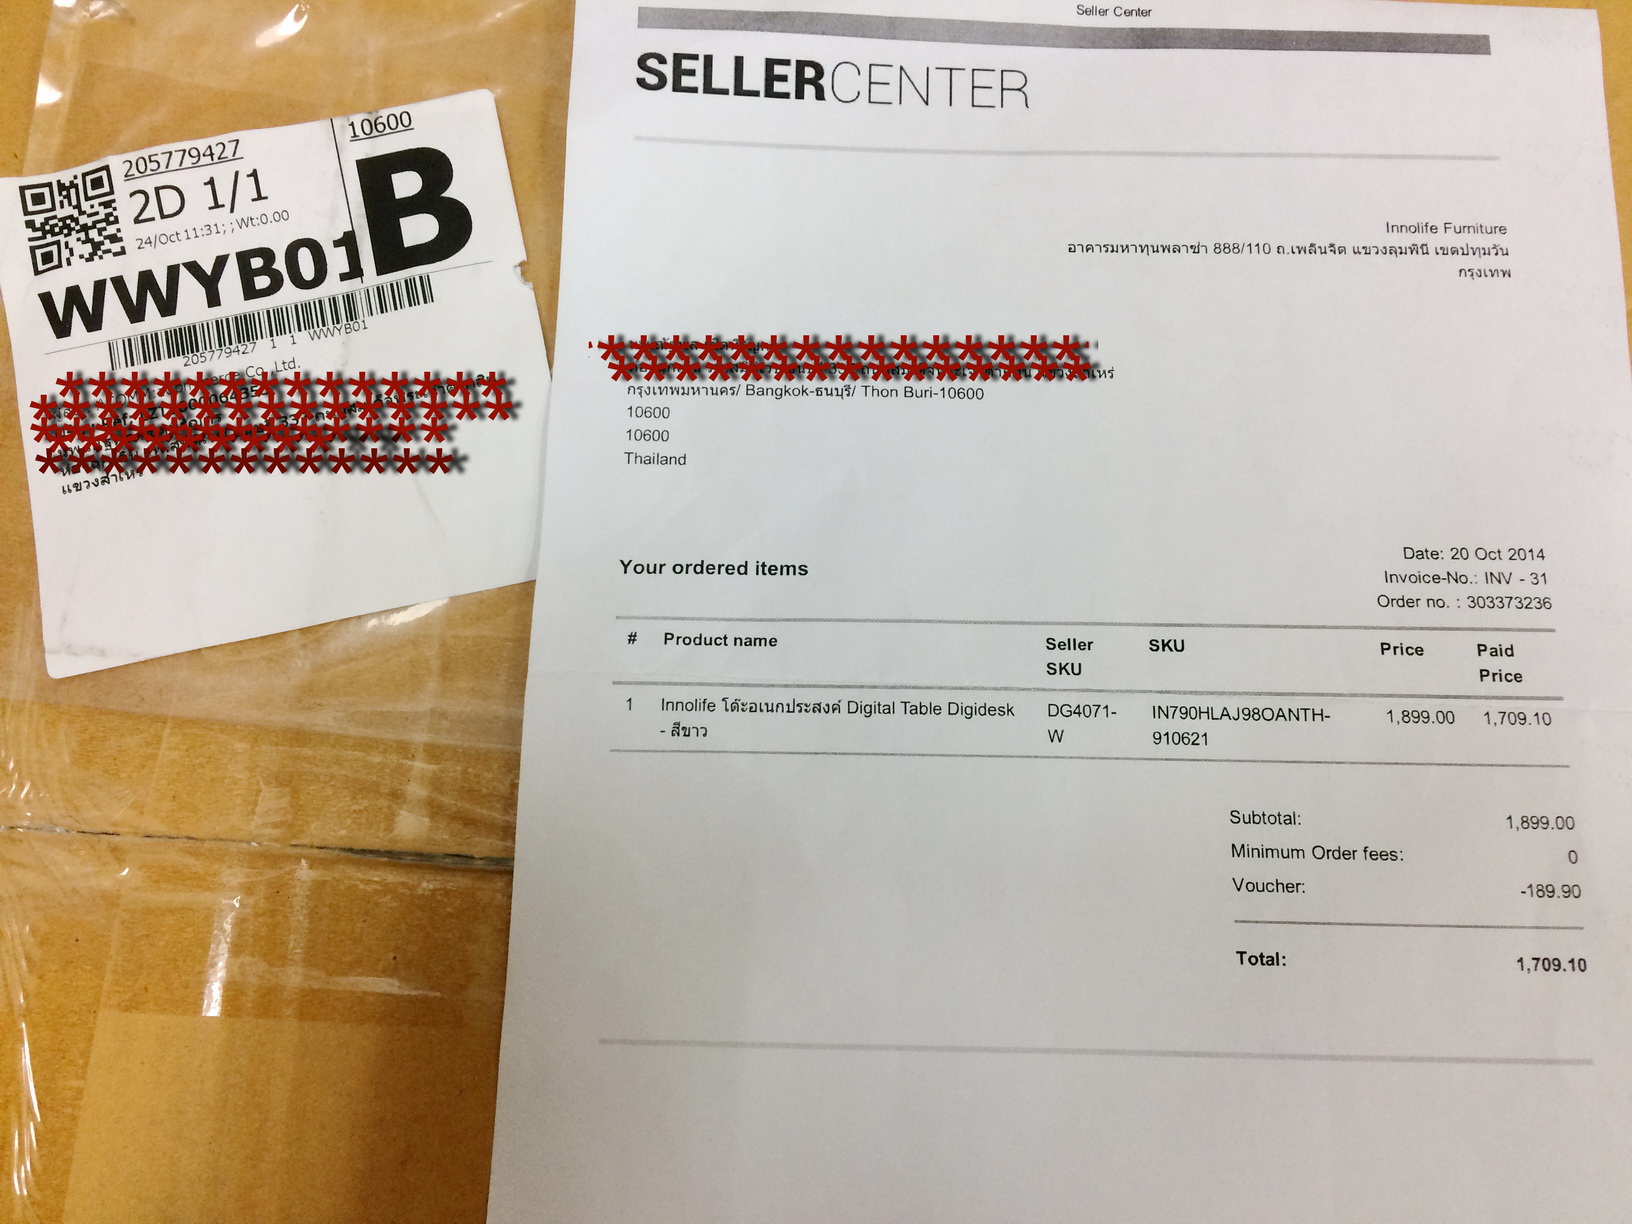 205779427
10600
2D 1/1
24/Oct 11:31; ; Wt:0.00
B
WWYB01
205779427 1 1 WWYB01
Co., Ltd.
แขวงสำเหร่
Seller Center
SELLERCENTER
Innolife Furniture
อาคารมหาทุนพลาซ่า 888/110 ถ.เพลินจิต แขวงลุมพินี เขตปทุมวัน
กรุงเทพ
กรุงเทพมหานคร/ Bangkok-ธนบุรี/ Thon Buri-10600
10600
10600
Thailand
Date: 20 Oct 2014
Invoice-No.: INV - 31
Order no. : 303373236
Your ordered items
# Product name Seller SKU SKU Price Paid Price
1 Innolife โต๊ะอเนกประสงค์ Digital Table Digidesk DG4071- IN790HLAJ98OANTH- 1,899.00 1,709.10
- สีขาว W 910621
Subtotal: 1,899.00
Minimum Order fees: 0
Voucher: -189.90
Total: 1,709.10